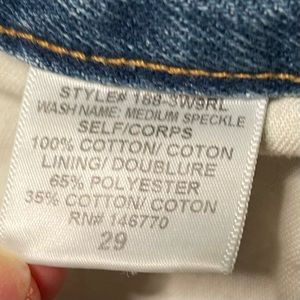 STYLE# 188-3W9RL
WASH NAME: MEDIUM SPECKLE
SELF/CORPS
100% COTTON/ COTON
LINING/ DOUBLURE
65% POLYESTER
35% COTTON/ COTON
RN# 146770
29